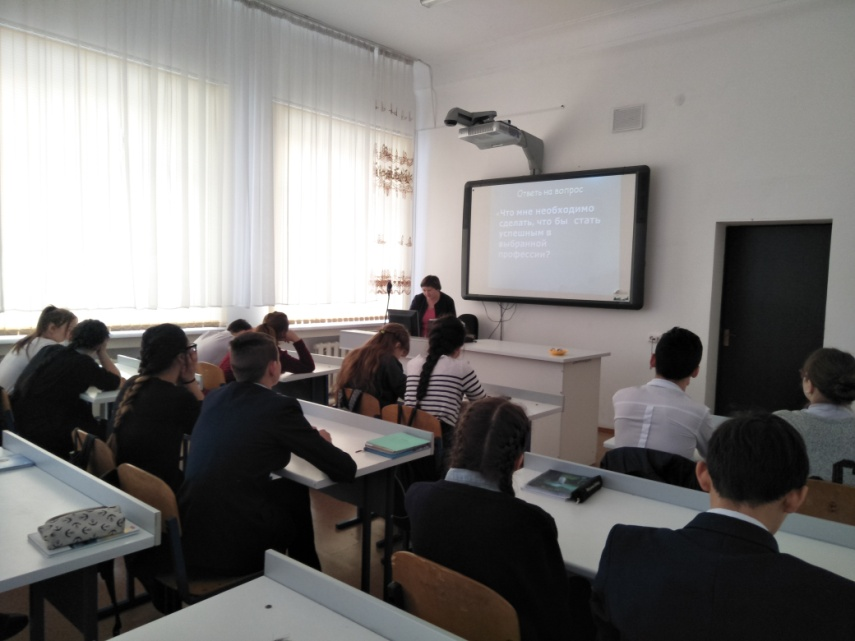 Ответь на вопрос
Что мне необходимо
сделать, что бы стать
успешным в
выбранной
профессии?